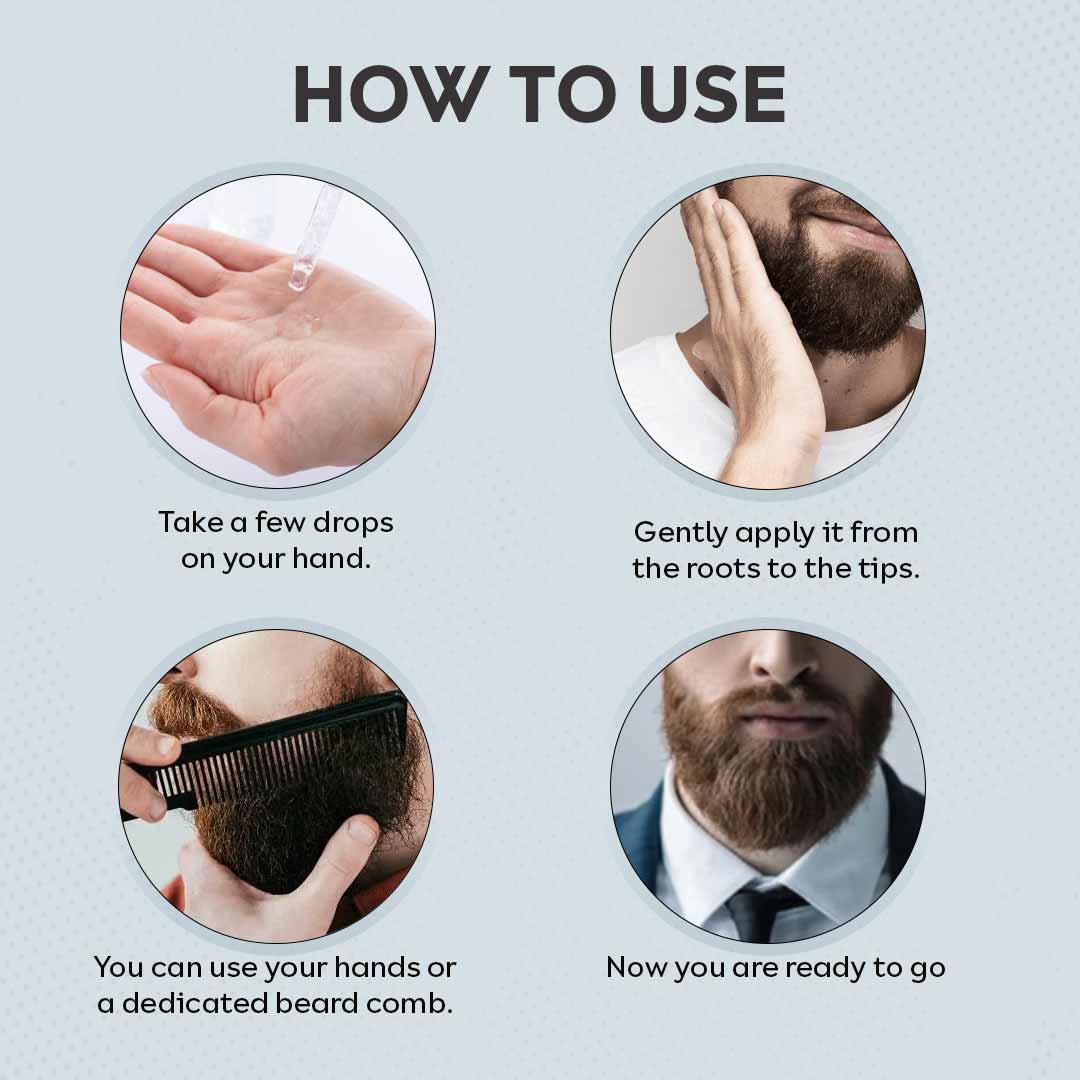 HOW TO USE
Take a few drops
on your hand.
Gently apply it from
the roots to the tips.
You can use your hands or
a dedicated beard comb.
Now you are ready to go